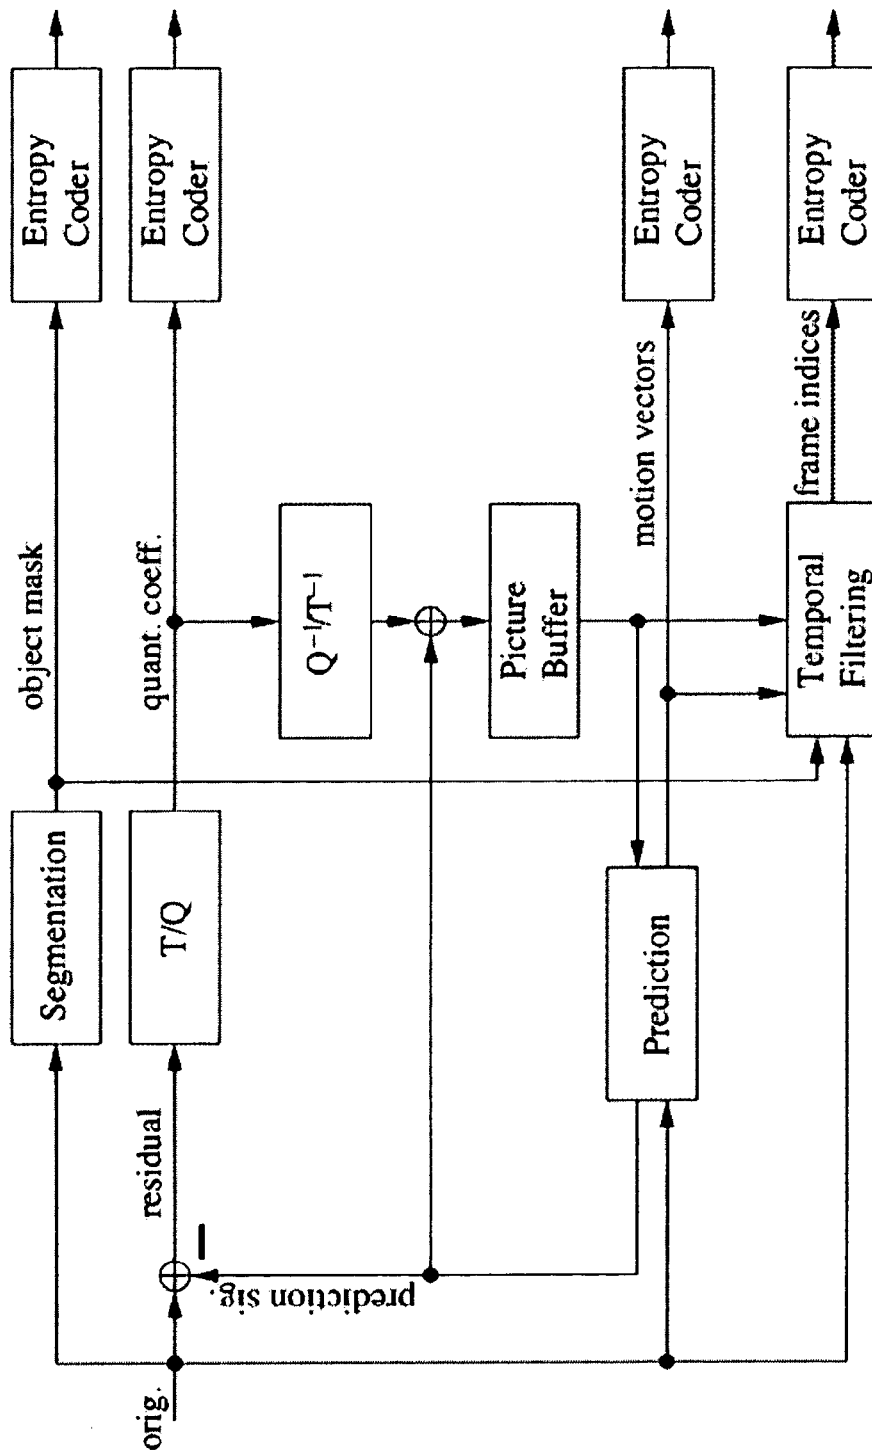 orig.
Segmentation
object mask
Entropy
Coder
residual
T/Q
quant. coeff.
Entropy
Coder
prediction sig.
Q⁻¹/T⁻¹
Picture
Buffer
Prediction
motion vectors
Entropy
Coder
Temporal
Filtering
frame indices
Entropy
Coder